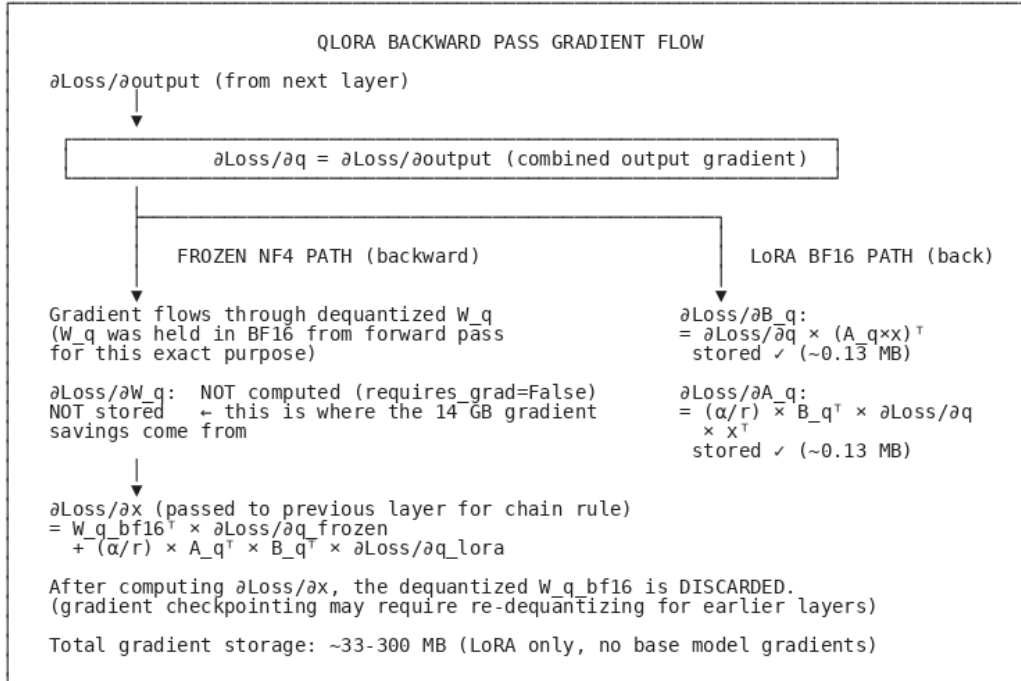 QLORA BACKWARD PASS GRADIENT FLOW
∂Loss/∂output (from next layer)
∂Loss/∂q = ∂Loss/∂output (combined output gradient)
FROZEN NF4 PATH (backward)
LoRA BF16 PATH (back)
Gradient flows through dequantized W_q
(W_q was held in BF16 from forward pass
for this exact purpose)
∂Loss/∂B_q:
= ∂Loss/∂q × (A_q×x)ᵀ
stored ✓ (~0.13 MB)
∂Loss/∂W_q:  NOT computed (requires_grad=False)
NOT stored   ← this is where the 14 GB gradient
savings come from
∂Loss/∂A_q:
= (α/r) × B_qᵀ × ∂Loss/∂q
× xᵀ
stored ✓ (~0.13 MB)
∂Loss/∂x (passed to previous layer for chain rule)
= W_q_bf16ᵀ × ∂Loss/∂q_frozen
+ (α/r) × A_qᵀ × B_qᵀ × ∂Loss/∂q_lora
After computing ∂Loss/∂x, the dequantized W_q_bf16 is DISCARDED.
(gradient checkpointing may require re-dequantizing for earlier layers)
Total gradient storage: ~33-300 MB (LoRA only, no base model gradients)